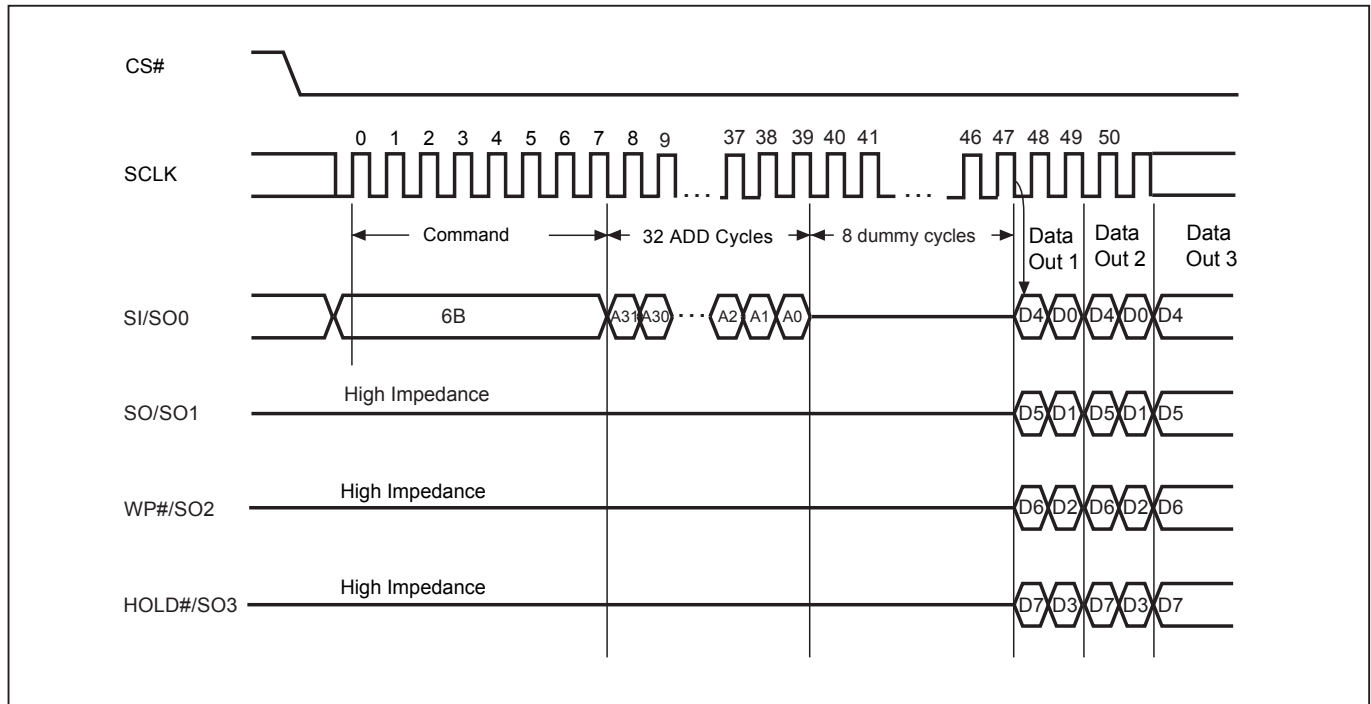 CS#
0 1 2 3 4 5 6 7 8 9 37 38 39 40 41 46 47 48 49 50
SCLK
Command 32 ADD Cycles 8 dummy cycles Data Out 1 Data Out 2 Data Out 3
SI/SO0 6B A31 A30 A2 A1 A0 D4 D0 D4 D0 D4
High Impedance
SO/SO1 D5 D1 D5 D1 D5
High Impedance
WP#/SO2 D6 D2 D6 D2 D6
High Impedance
HOLD#/SO3 D7 D3 D7 D3 D7